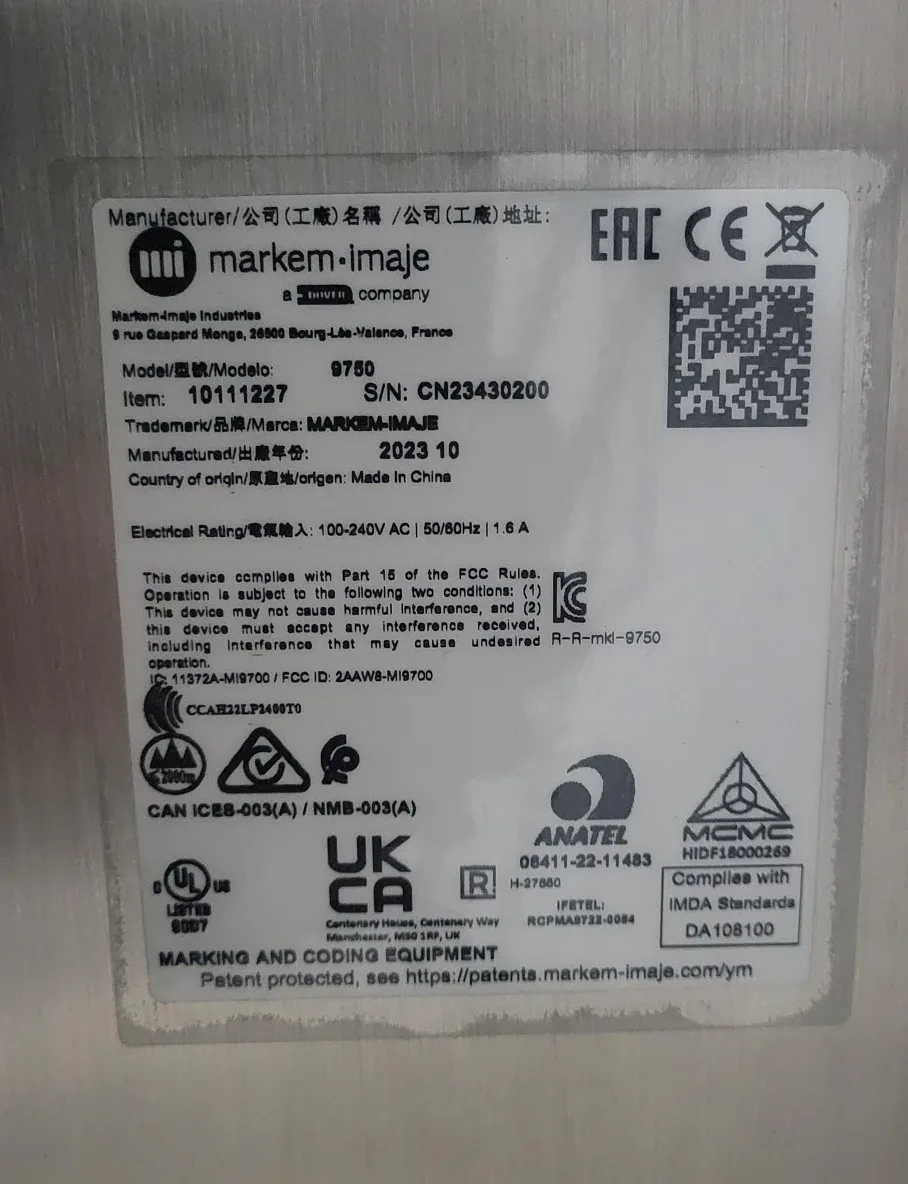 Manufacturer/公司(工廠)名稱 /公司(工廠)地址:
EAC CE
mi markem·imaje
a DOVER company
Markem-Imaje Industries
9 rue Gaspard Monge, 26500 Bourg-Lès-Valence, France
Model/型號/Modelo: 9750
Item: 10111227 S/N: CN23430200
Trademark/品牌/Marca: MARKEM-IMAJE
Manufactured/出廠年份: 2023 10
Country of origin/原產地/origen: Made in China
Electrical Rating/電氣輸入: 100-240V AC | 50/60Hz | 1.6 A
This device complies with Part 15 of the FCC Rules.
Operation is subject to the following two conditions: (1)
This device may not cause harmful interference, and (2)
this device must accept any interference received,
including interference that may cause undesired
operation.
R-R-mki-9750
IC: 11372A-MI9700 / FCC ID: 2AAW8-MI9700
CCAH22LP2400T0
2000m
CAN ICES-003(A) / NMB-003(A)
ANATEL
06411-22-11483
MCMC
HIDF18000269
C UL US
LISTED
UK
CA
Centenary House, Centenary Way
Manchester, M50 1RF, UK
R H-27680
IFETEL:
RCPMA9722-0084
Complies with
IMDA Standards
DA108100
MARKING AND CODING EQUIPMENT
Patent protected, see https://patents.markem-imaje.com/ym